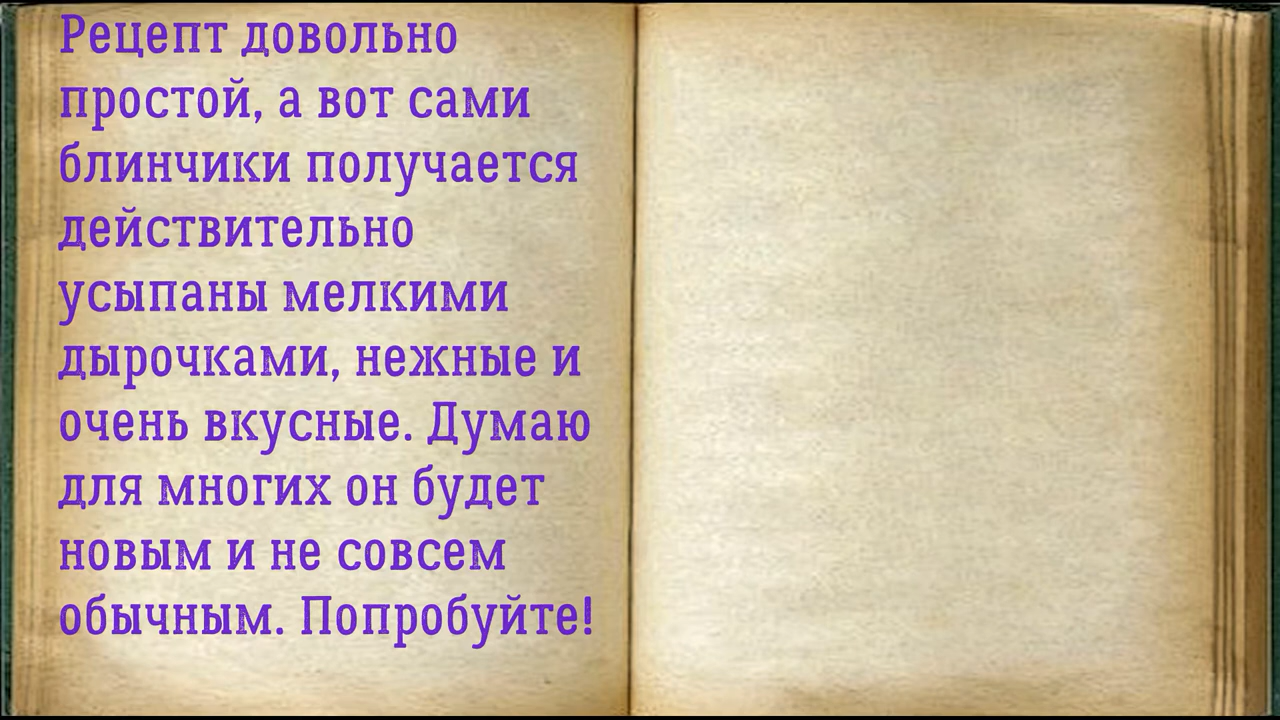 Рецепт довольно
простой, а вот сами
блинчики получается
действительно
усыпаны мелкими
дырочками, нежные и
очень вкусные. Думаю
для многих он будет
новым и не совсем
обычным. Попробуйте!